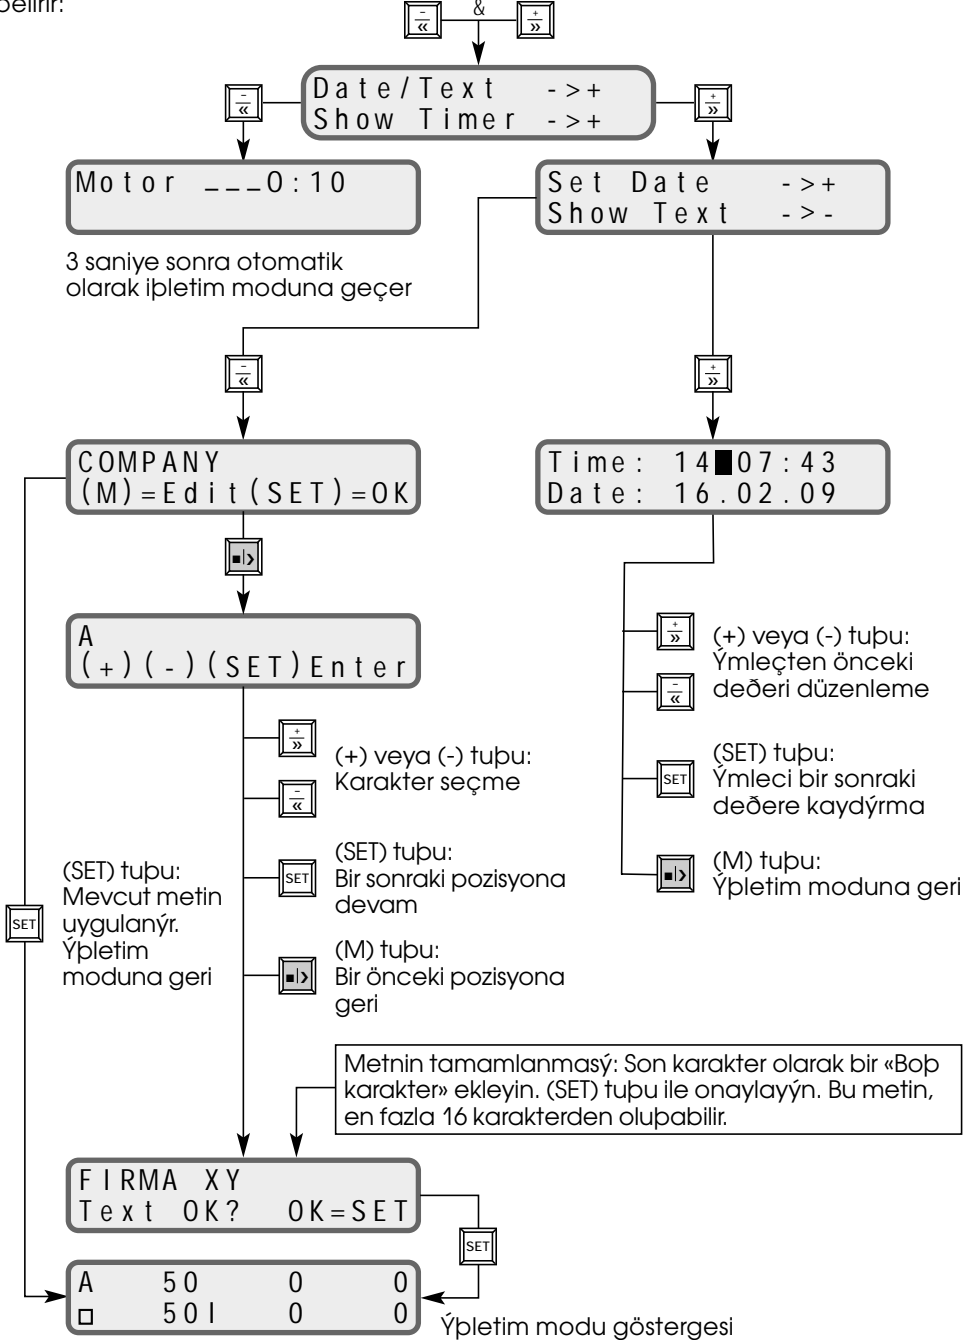 belirir:
- « & + »
Date/Text ->+
Show Timer ->+
- «
+ »
Motor ___0:10
Set Date ->+
Show Text ->-
3 saniye sonra otomatik
olarak iþletim moduna geçer
- «
+ »
COMPANY
(M)=Edit(SET)=OK
Time: 14 07:43
Date: 16.02.09
A
(+)(-)(SET)Enter
+ »
- «
(+) veya (-) tuþu:
Ýmleçten önceki
deðeri düzenleme
+ »
- «
(+) veya (-) tuþu:
Karakter seçme
SET
(SET) tuþu:
Ýmleci bir sonraki
deðere kaydýrma
SET
(SET) tuþu:
Bir sonraki pozisyona
devam
(M) tuþu:
Ýþletim moduna geri
SET
(SET) tuþu:
Mevcut metin
uygulanýr.
Ýþletim
moduna geri
(M) tuþu:
Bir önceki pozisyona
geri
Metnin tamamlanmasý: Son karakter olarak bir «Boþ
karakter» ekleyin. (SET) tuþu ile onaylayýn. Bu metin,
en fazla 16 karakterden oluþabilir.
FIRMA XY
Text OK? OK=SET
SET
A 50 0 0
□ 50I 0 0
Ýþletim modu göstergesi